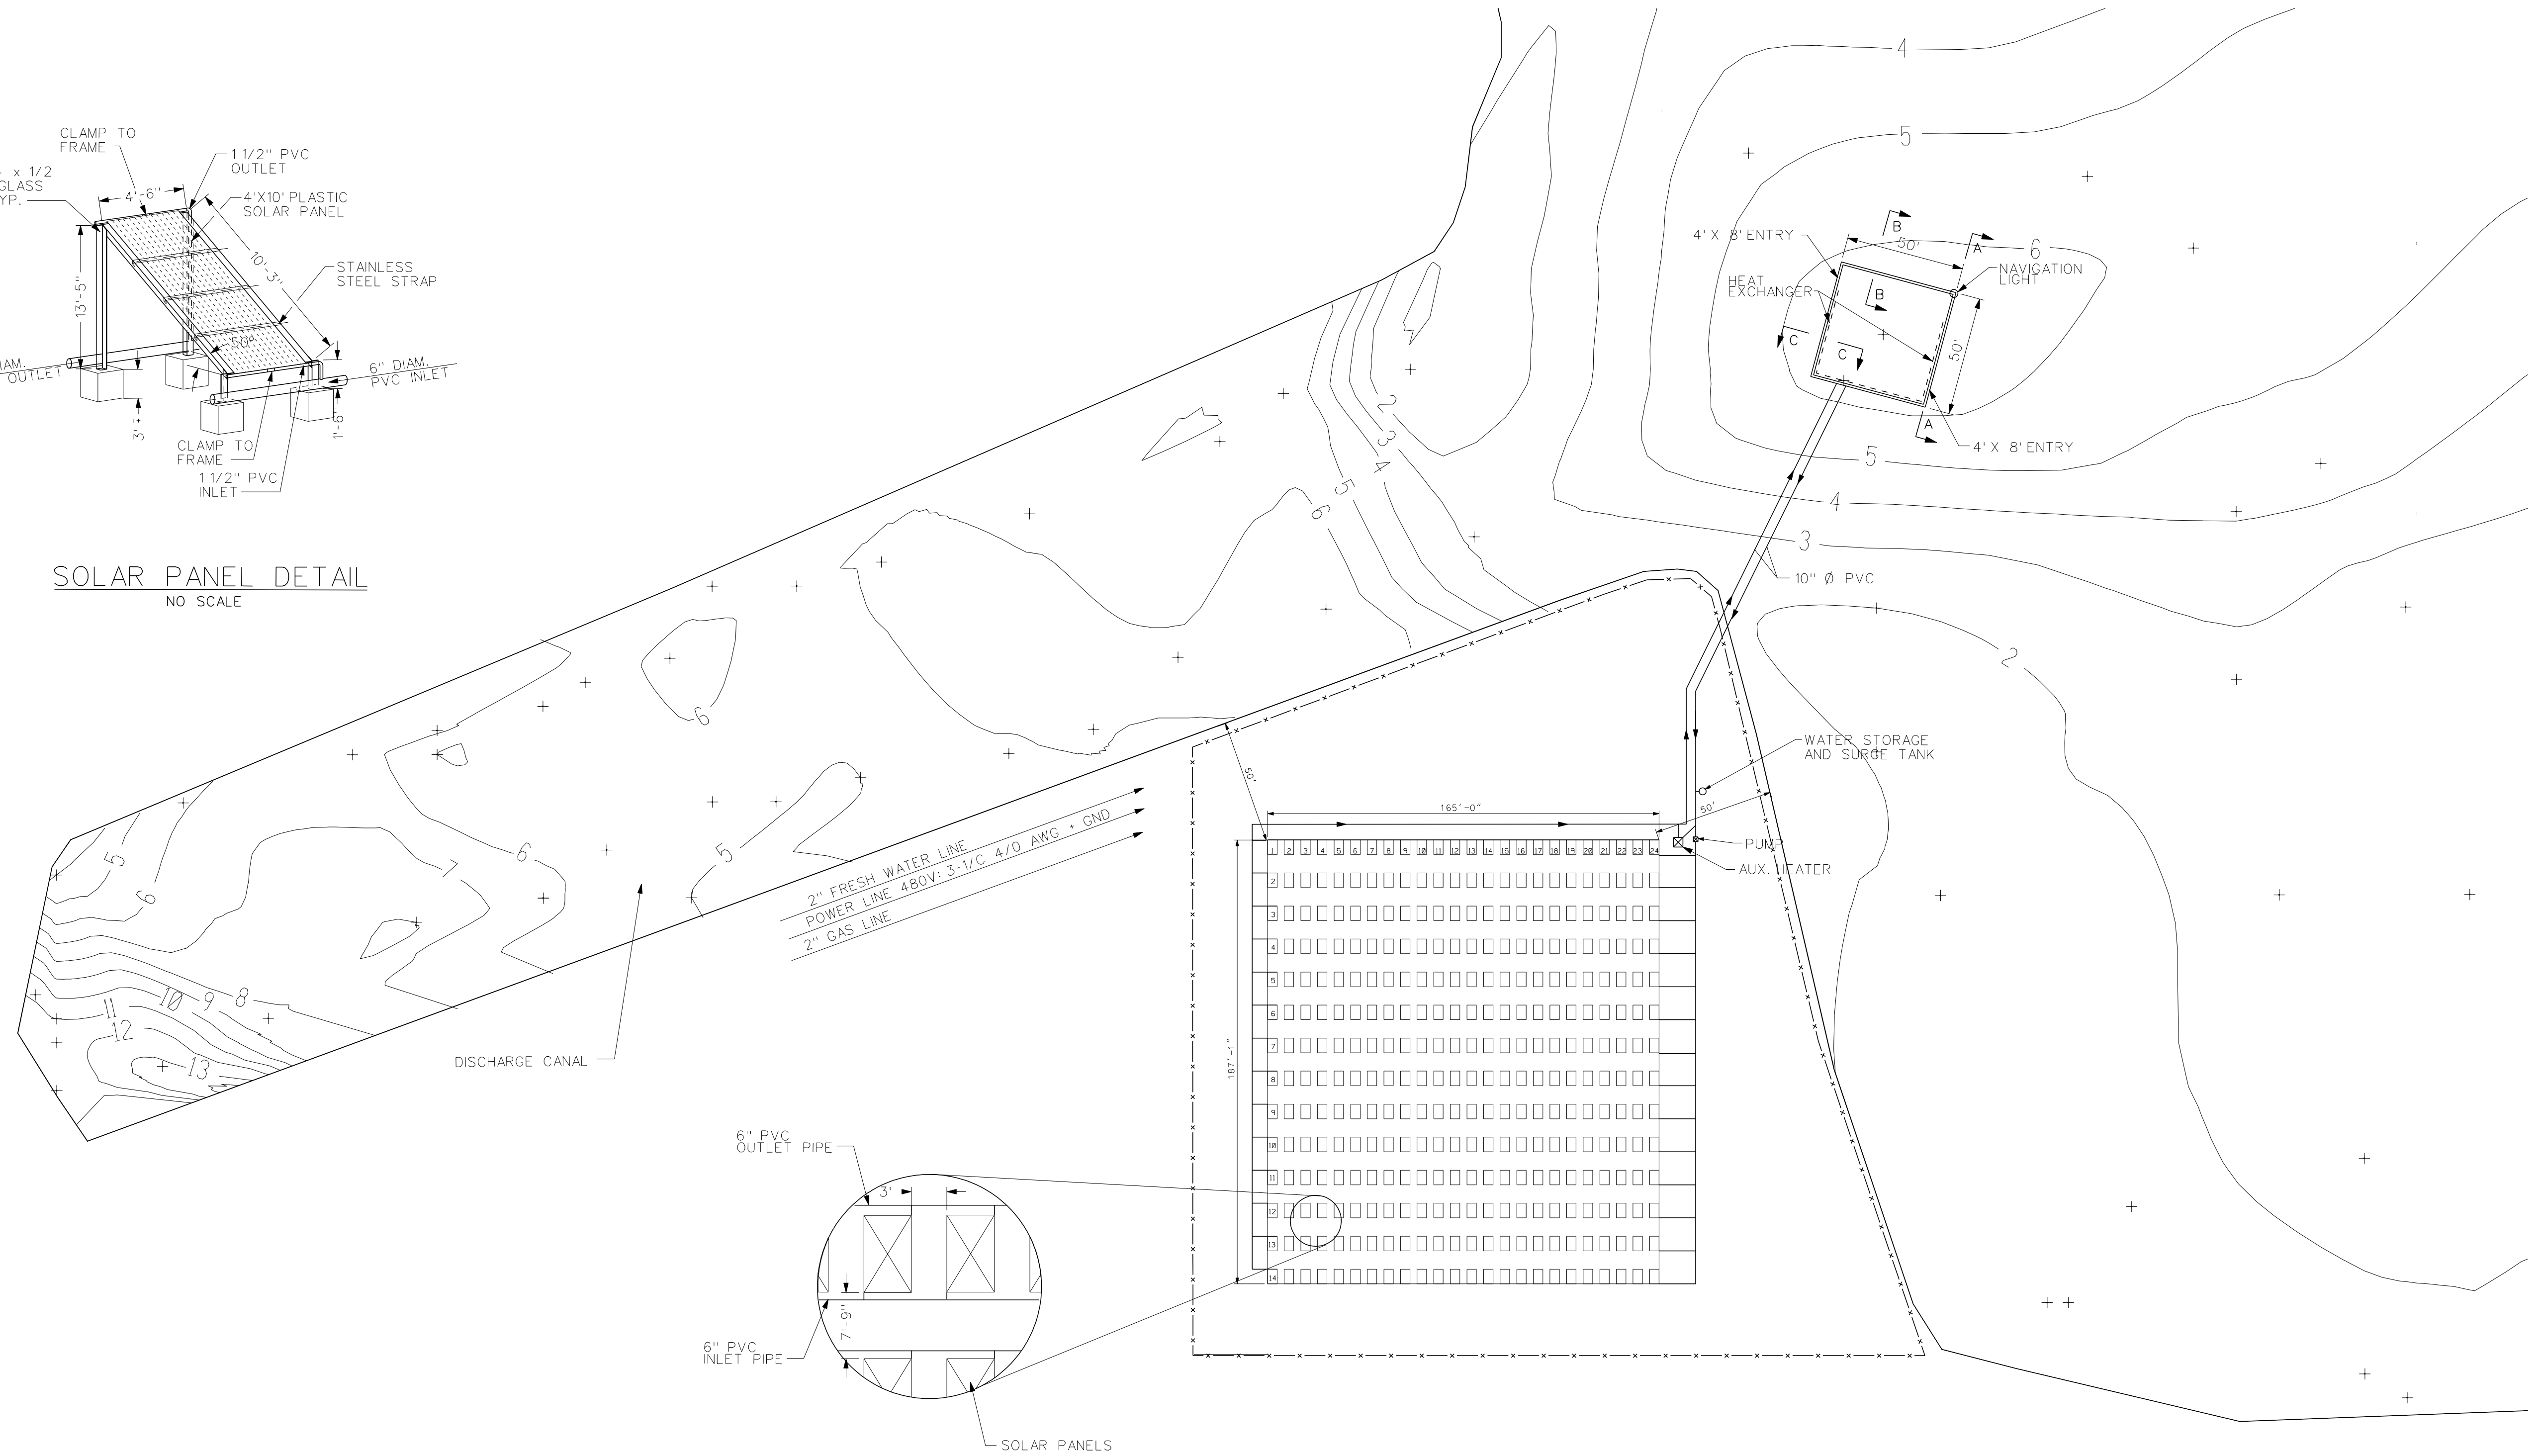 CLAMP TO
FRAME
1 1/2" PVC
OUTLET
x 1/2
GLASS
YP.
4'-6"
4'X10' PLASTIC
SOLAR PANEL
10'-3"
STAINLESS
STEEL STRAP
13'-5"
50°
6" DIAM.
PVC INLET
IAM.
OUTLET
3' ±
1'-6"
CLAMP TO
FRAME
1 1/2" PVC
INLET
SOLAR PANEL DETAIL
NO SCALE
4
5
6
B
A
4' X 8' ENTRY
50'
NAVIGATION
LIGHT
HEAT
EXCHANGER
B
C
C
50'
A
4' X 8' ENTRY
5
4
3
10" Ø PVC
2
2
3
4
5
6
6
5
6
6
7
5
6
8
9
10
11
12
13
2" FRESH WATER LINE
POWER LINE 480V: 3-1/C 4/0 AWG + GND
2" GAS LINE
DISCHARGE CANAL
WATER STORAGE
AND SURGE TANK
50'
165'-0"
50'
PUMP
AUX. HEATER
187'-1"
1 2 3 4 5 6 7 8 9 10 11 12 13 14 15 16 17 18 19 20 21 22 23 24
2
3
4
5
6
7
8
9
10
11
12
13
14
6" PVC
OUTLET PIPE
3'
7'-9"
6" PVC
INLET PIPE
SOLAR PANELS